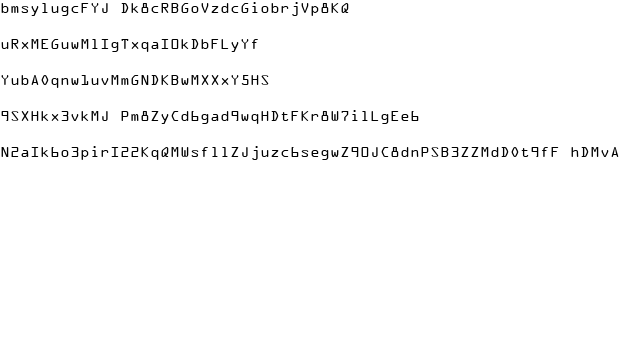 bmsylugcFYJ Dk8cRBGoVzdcGiobrjVp8KQ
uRxMEGuwMlIgTxqaIOkDbFLyYf
YubA0qnw1uvMmGNDKBwMXXxY5HS
9SXHkx3vkMJ Pm8ZyCd6gad9wqHDtFKr8W7ilLgEe6
N2aIk6o3pirI22KqQMWsfllZJjuzc6segwZ9OJC8dnPSB3ZZMdD0t9fF hDMvA